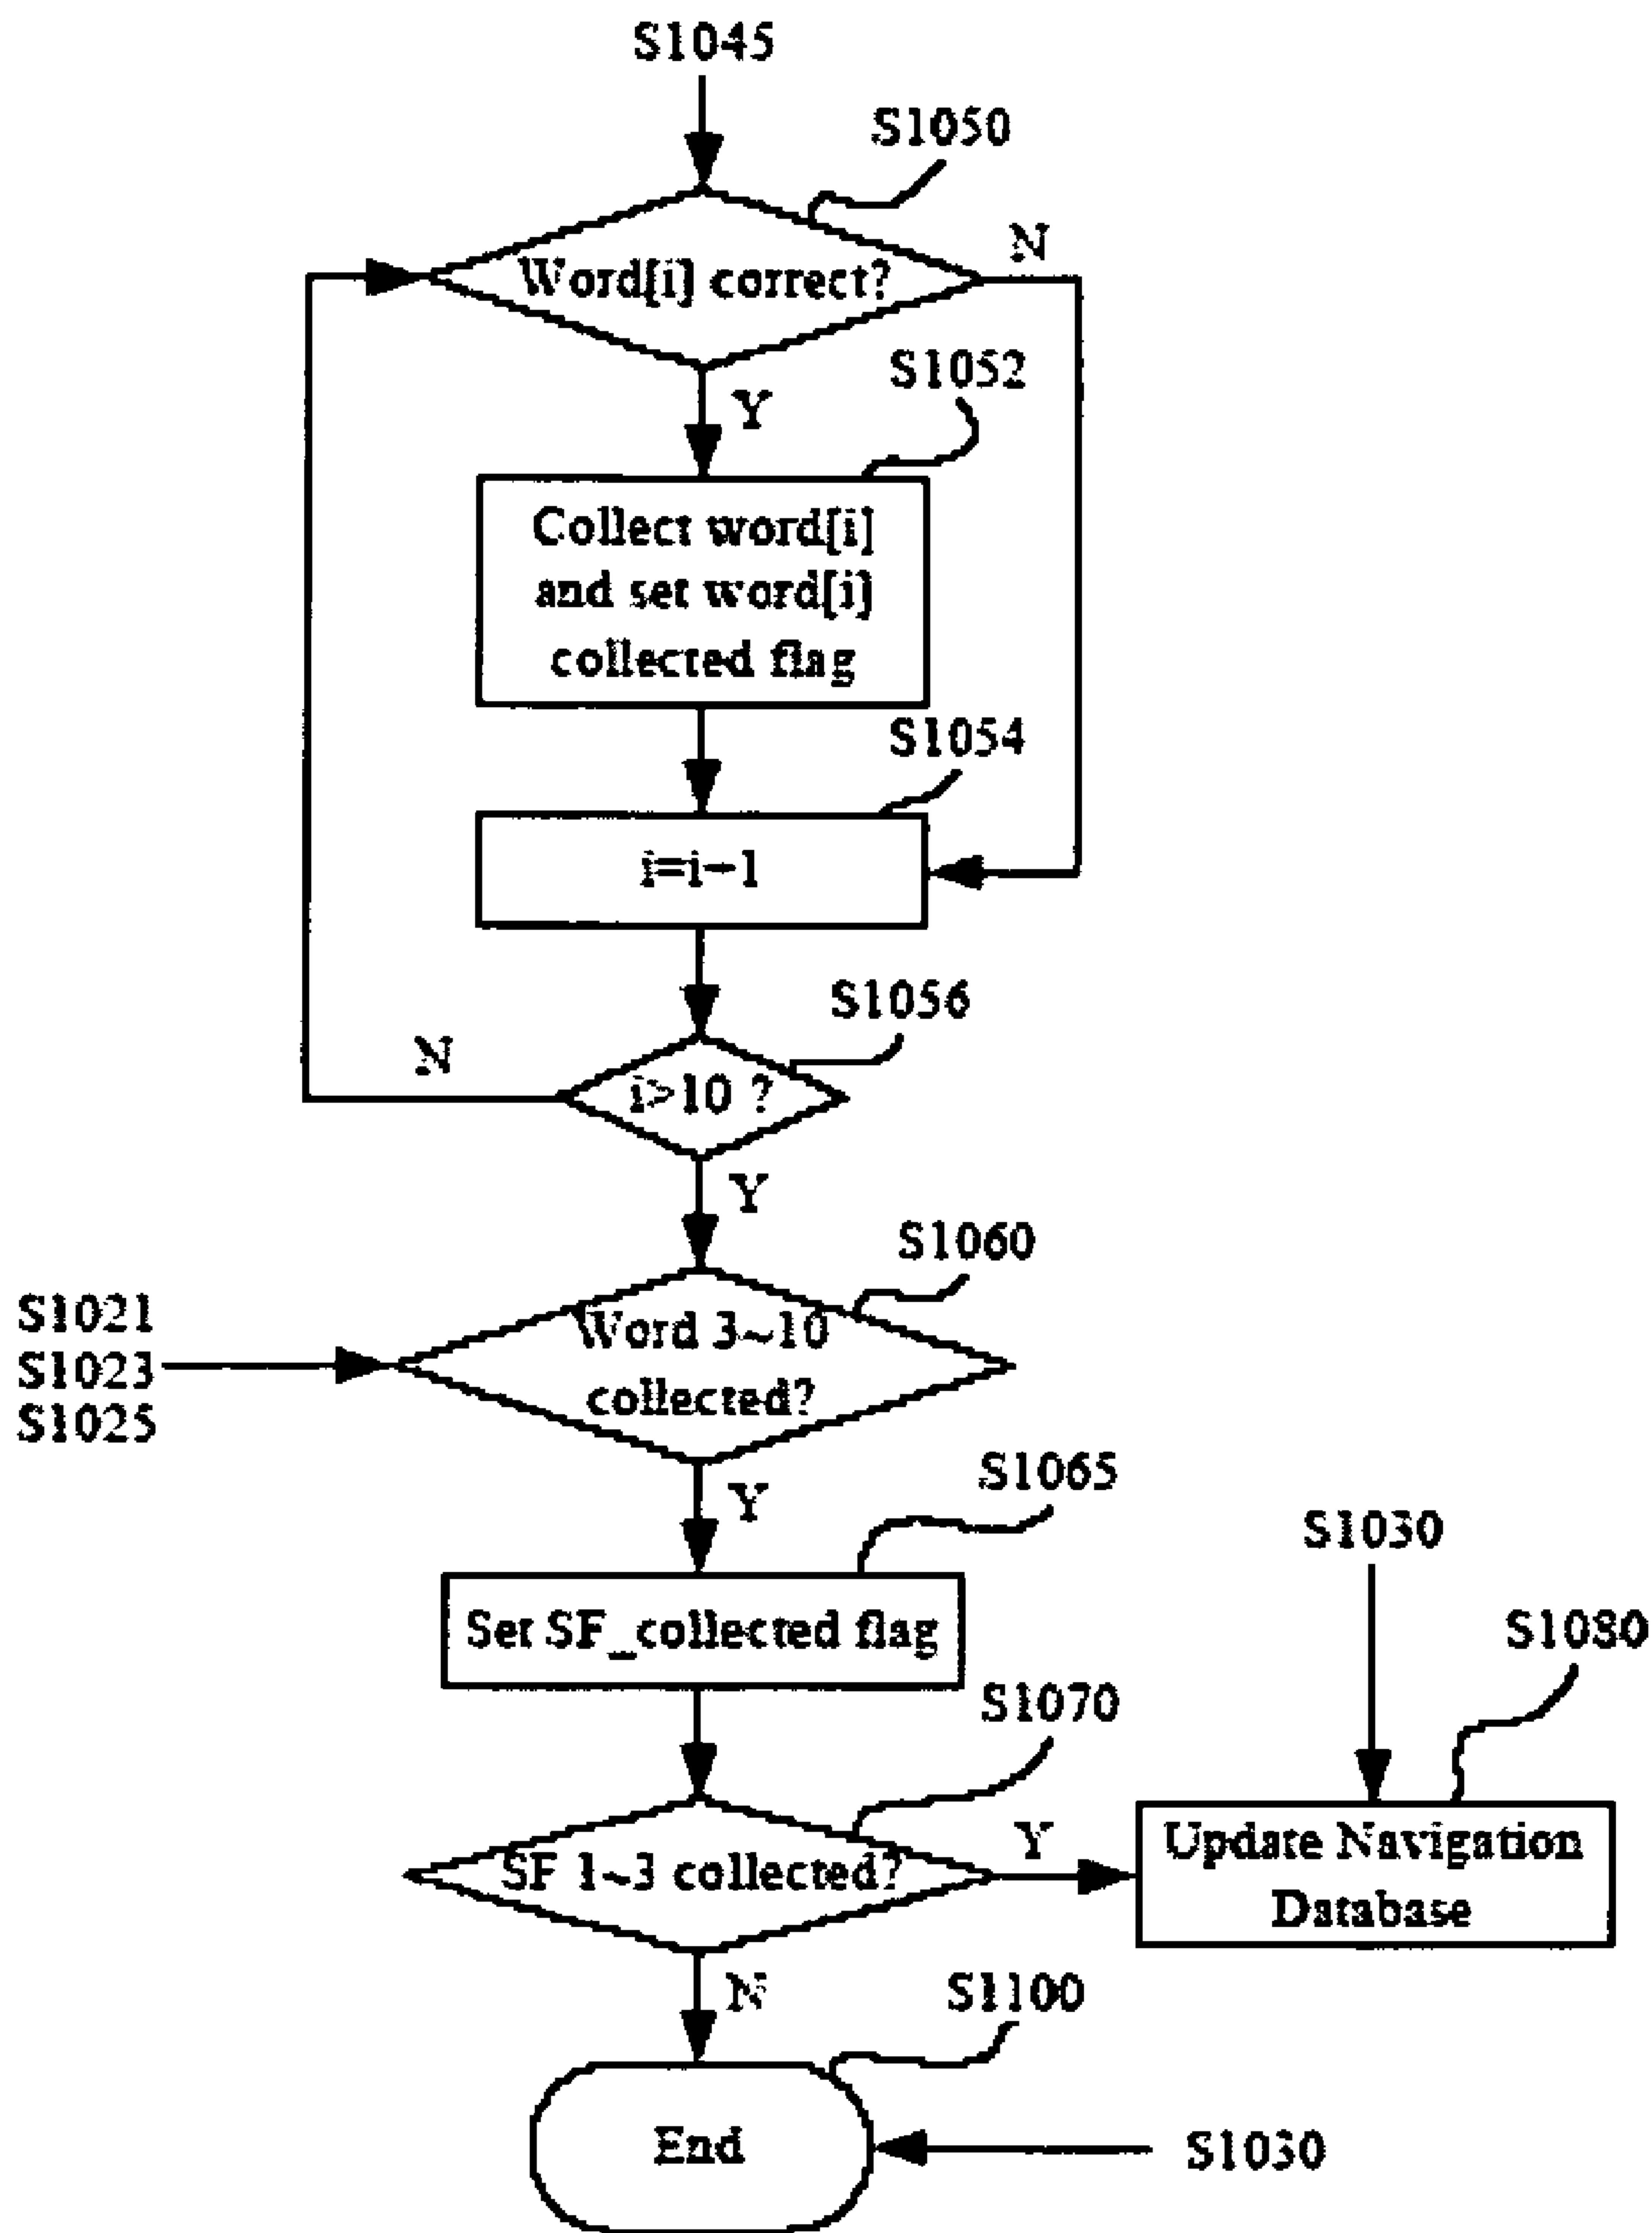 S1045
S1050
N
Word[i] correct?
S1052
Y
Collect word[i]
and set word[i]
collected flag
S1054
i=i-1
S1056
N
i>10 ?
Y
S1060
Word 3~10
collected?
S1021
S1023
S1025
S1065
Y
Set SF_collected flag
S1030
S1080
S1070
SF 1~3 collected?
Y
Update Navigation
Database
N
S1100
End
S1030